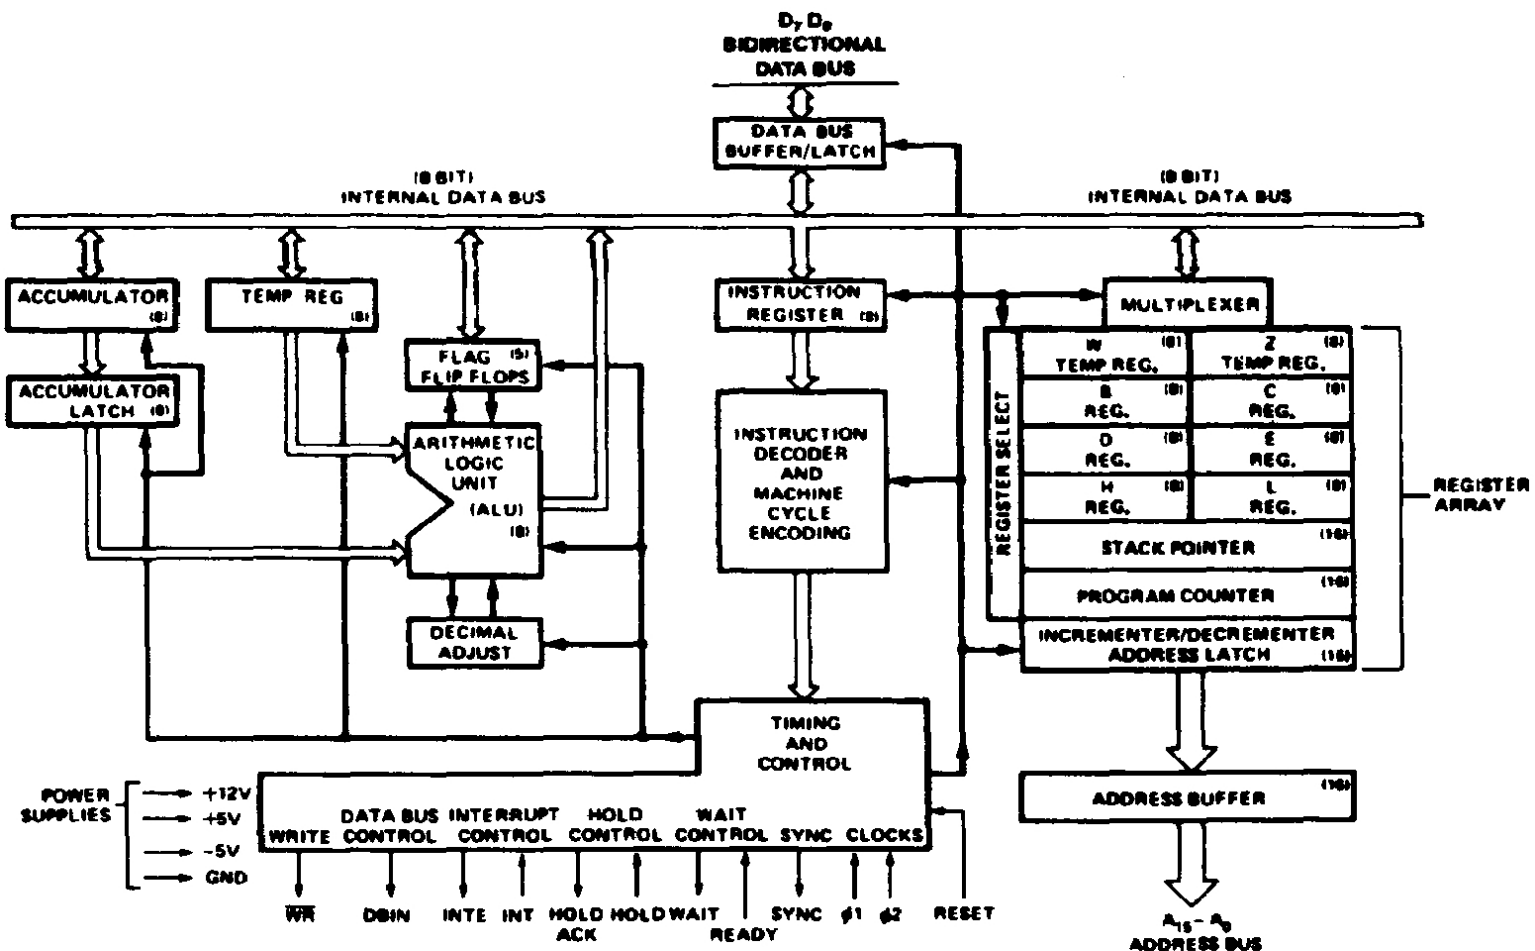 D7 D0
BIDIRECTIONAL
DATA BUS
DATA BUS
BUFFER/LATCH
(8 BIT)
INTERNAL DATA BUS
(8 BIT)
INTERNAL DATA BUS
ACCUMULATOR
(8)
TEMP REG
(8)
INSTRUCTION
REGISTER (8)
MULTIPLEXER
FLAG (5)
FLIP FLOPS
ACCUMULATOR
LATCH (8)
ARITHMETIC
LOGIC
UNIT
(ALU)
(8)
DECIMAL
ADJUST
INSTRUCTION
DECODER
AND
MACHINE
CYCLE
ENCODING
REGISTER SELECT
W (8)
TEMP REG.
Z (8)
TEMP REG.
B (8)
REG.
C (8)
REG.
D (8)
REG.
E (8)
REG.
H (8)
REG.
L (8)
REG.
STACK POINTER (16)
PROGRAM COUNTER (16)
INCREMENTER/DECREMENTER
ADDRESS LATCH (16)
REGISTER
ARRAY
TIMING
AND
CONTROL
WRITE
DATA BUS
CONTROL
INTERRUPT
CONTROL
HOLD
CONTROL
WAIT
CONTROL
SYNC
CLOCKS
POWER
SUPPLIES
+12V
+5V
-5V
GND
WR
DBIN
INTE
INT
HOLD
ACK
HOLD
WAIT
READY
SYNC
ϕ1
ϕ2
RESET
ADDRESS BUFFER (16)
A15-A0
ADDRESS BUS